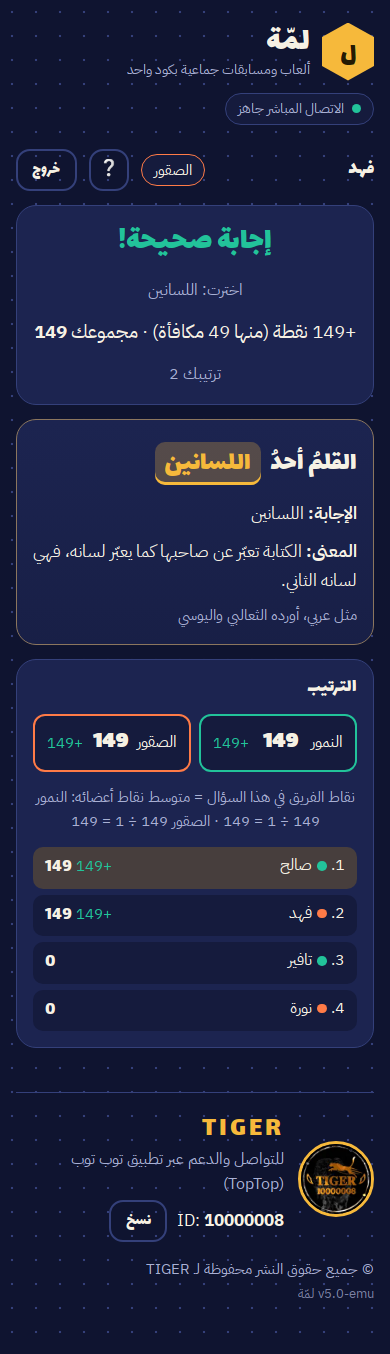 ل
لمّة
ألعاب ومسابقات جماعية بكود واحد
الاتصال المباشر جاهز
فهد
الصقور
?
خروج
إجابة صحيحة!
اخترت: اللسانين
+149 نقطة (منها 49 مكافأة) · مجموعك 149
ترتيبك 2
القلمُ أحدُ اللسانين
الإجابة: اللسانين
المعنى: الكتابة تعبّر عن صاحبها كما يعبّر لسانه، فهي
لسانه الثاني.
مثل عربي، أورده الثعالبي واليوسي
الترتيب
النمور 149 +149
الصقور 149 +149
نقاط الفريق في هذا السؤال = متوسط نقاط أعضائه: النمور
149 ÷ 1 = 149 · الصقور 149 ÷ 1 = 149
1. صالح +149 149
2. فهد +149 149
3. تافير 0
4. نورة 0
TIGER
10000008
TIGER
للتواصل والدعم عبر تطبيق توب توب
(TopTop)
ID: 10000008
نسخ
© جميع حقوق النشر محفوظة لـ TIGER
لمّة v5.0-emu